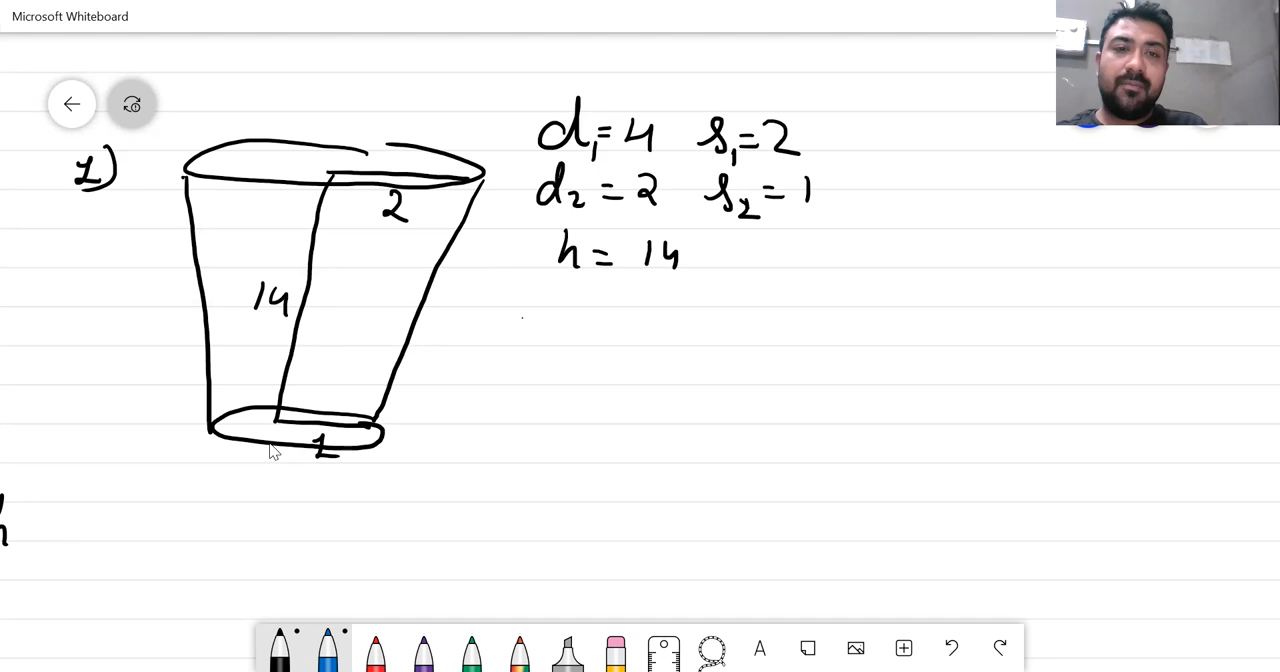 Microsoft Whiteboard
1)
d₁ = 4 r₁ = 2
d₂ = 2 r₂ = 1
h = 14
2
14
1
A